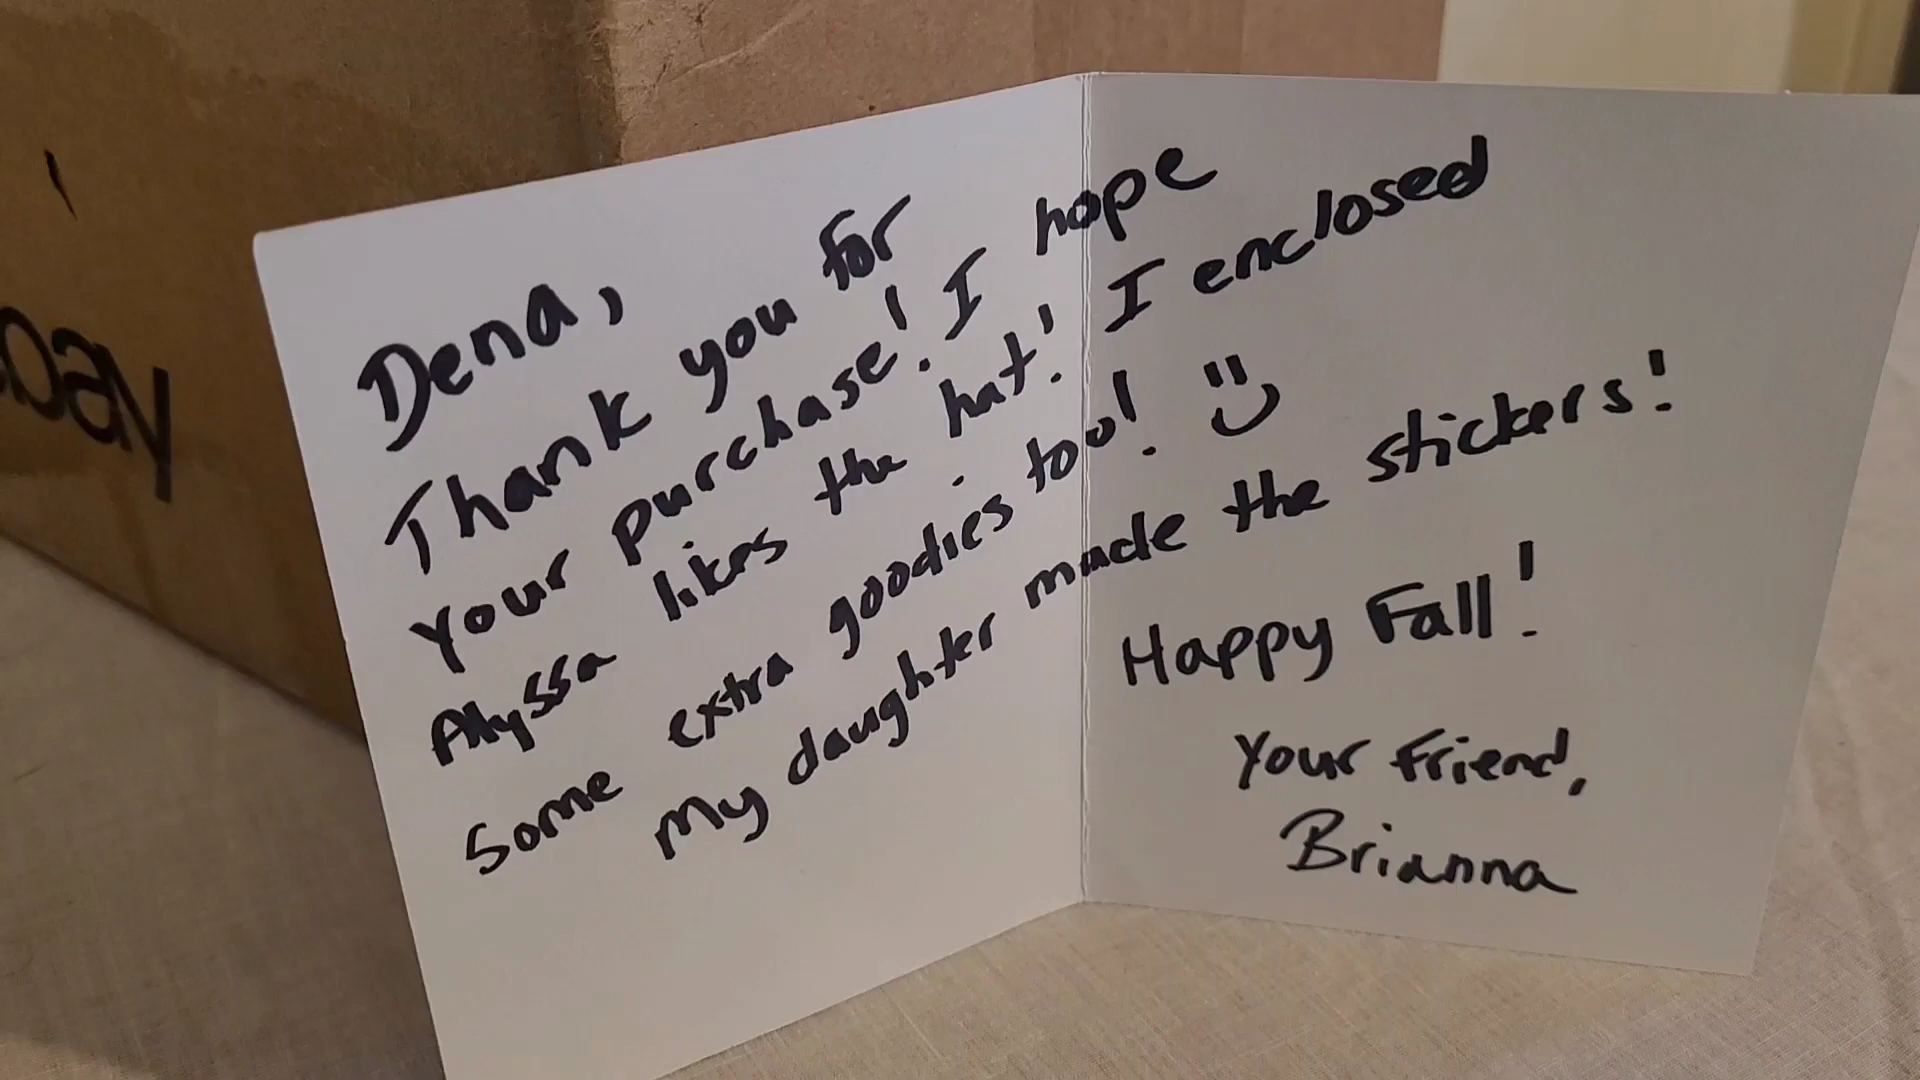 Dena,
Thank you for
your purchase! I hope
Alyssa likes the hat! I enclosed
some extra goodies too! :)
My daughter made the stickers!
Happy Fall!
Your Friend,
Brianna
ebay